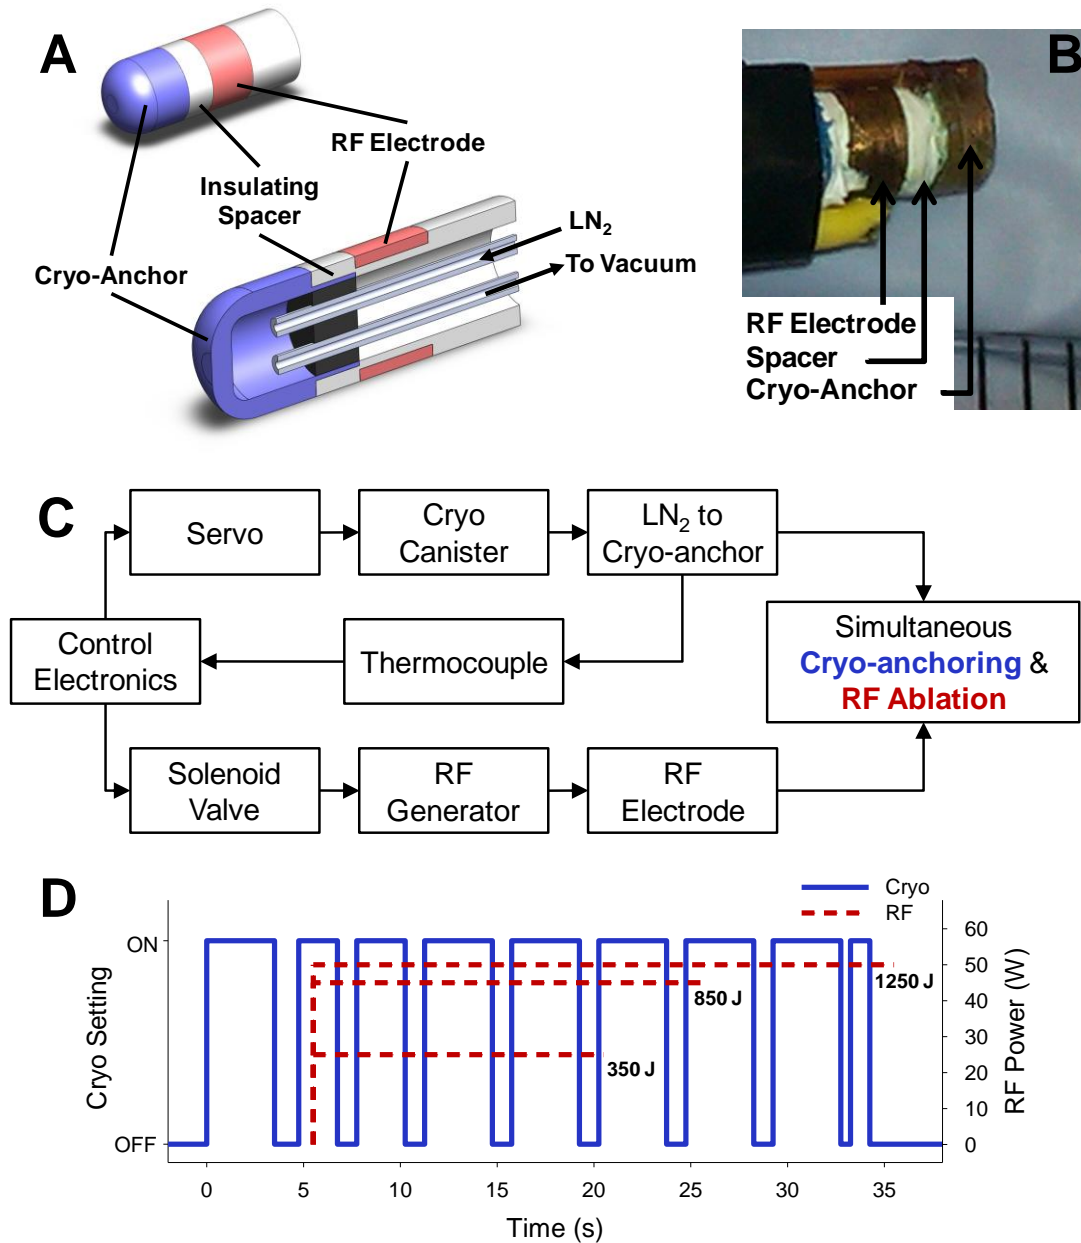 A
RF Electrode
Insulating
Spacer
Cryo-Anchor
LN₂
To Vacuum
B
RF Electrode
Spacer
Cryo-Anchor
C
Servo
Cryo
Canister
LN₂ to
Cryo-anchor
Control
Electronics
Thermocouple
Simultaneous
Cryo-anchoring &
RF Ablation
Solenoid
Valve
RF
Generator
RF
Electrode
D
Cryo
RF
ON
OFF
Cryo Setting
60
50
40
30
20
10
0
RF Power (W)
1250 J
850 J
350 J
0 5 10 15 20 25 30 35
Time (s)